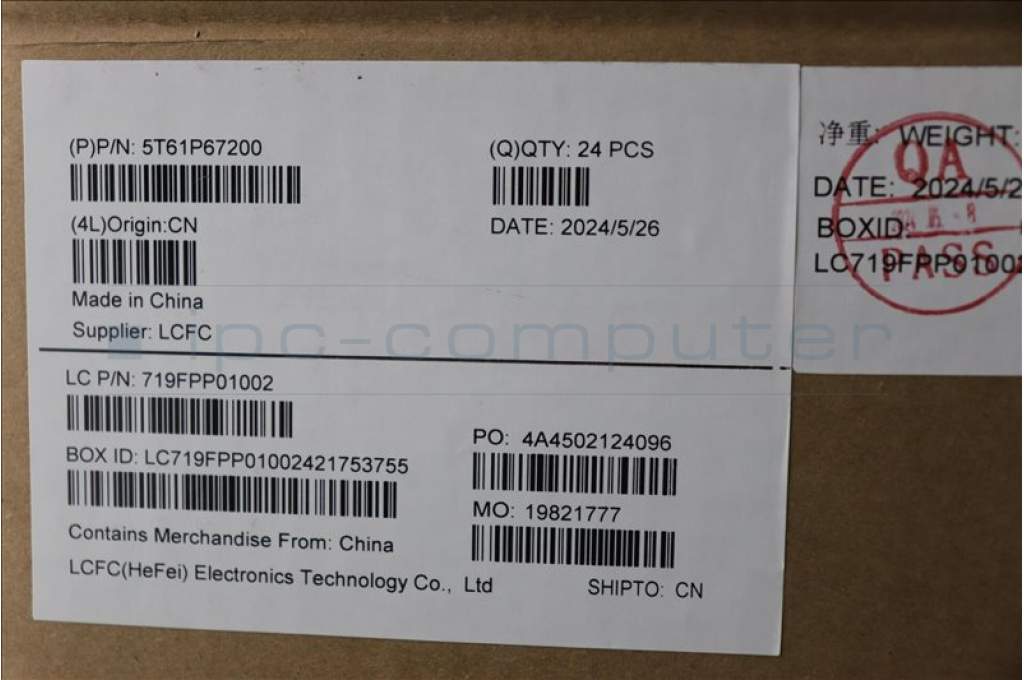 (P)P/N: 5T61P67200
(Q)QTY: 24 PCS
(4L)Origin:CN
DATE: 2024/5/26
Made in China
Supplier: LCFC
LC P/N: 719FPP01002
PO: 4A4502124096
BOX ID: LC719FPP01002421753755
MO: 19821777
Contains Merchandise From: China
LCFC(HeFei) Electronics Technology Co., Ltd
SHIPTO: CN
净重: WEIGHT:
DATE: 2024/5/2
BOXID:
LC719FPP01002
QA
PASS
ipc-computer